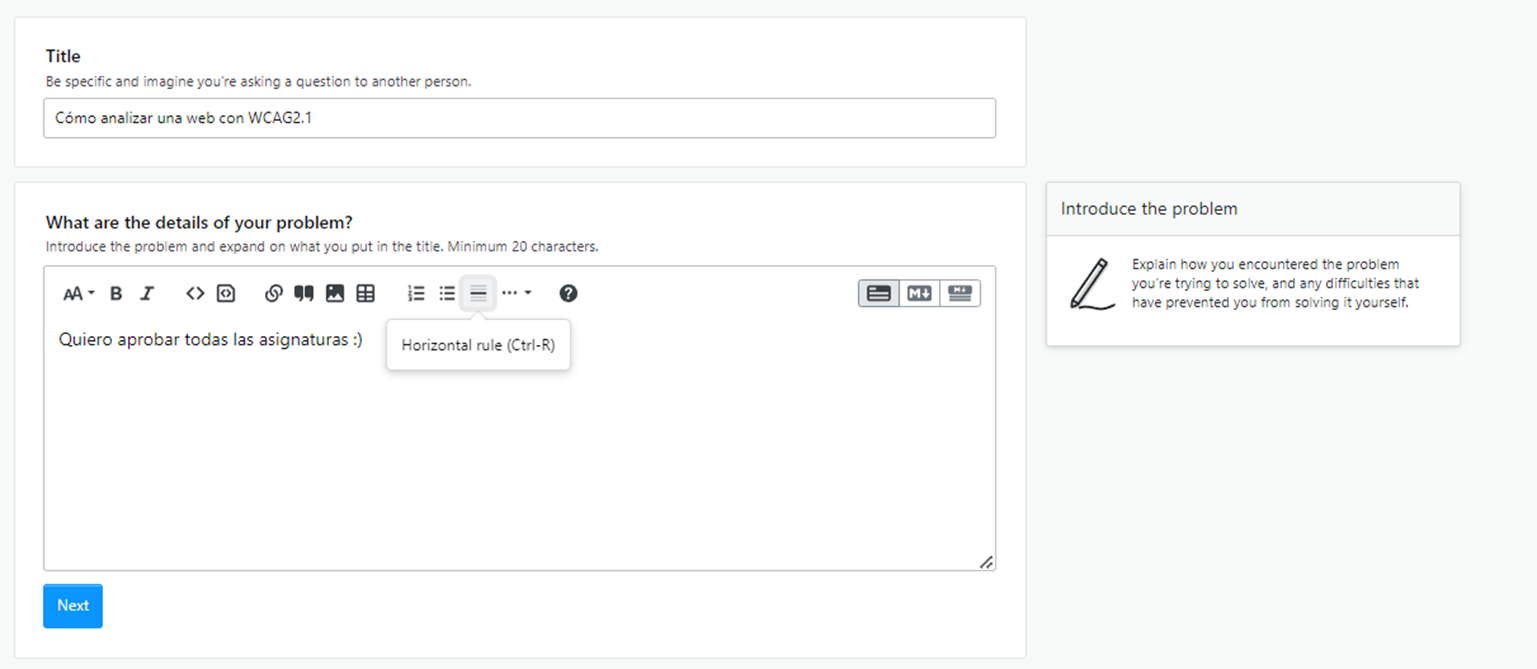 Title
Be specific and imagine you're asking a question to another person.
Cómo analizar una web con WCAG2.1
What are the details of your problem?
Introduce the problem and expand on what you put in the title. Minimum 20 characters.
AA B I
M M
Quiero aprobar todas las asignaturas :)
Horizontal rule (Ctrl-R)
Next
Introduce the problem
Explain how you encountered the problem
you're trying to solve, and any difficulties that
have prevented you from solving it yourself.